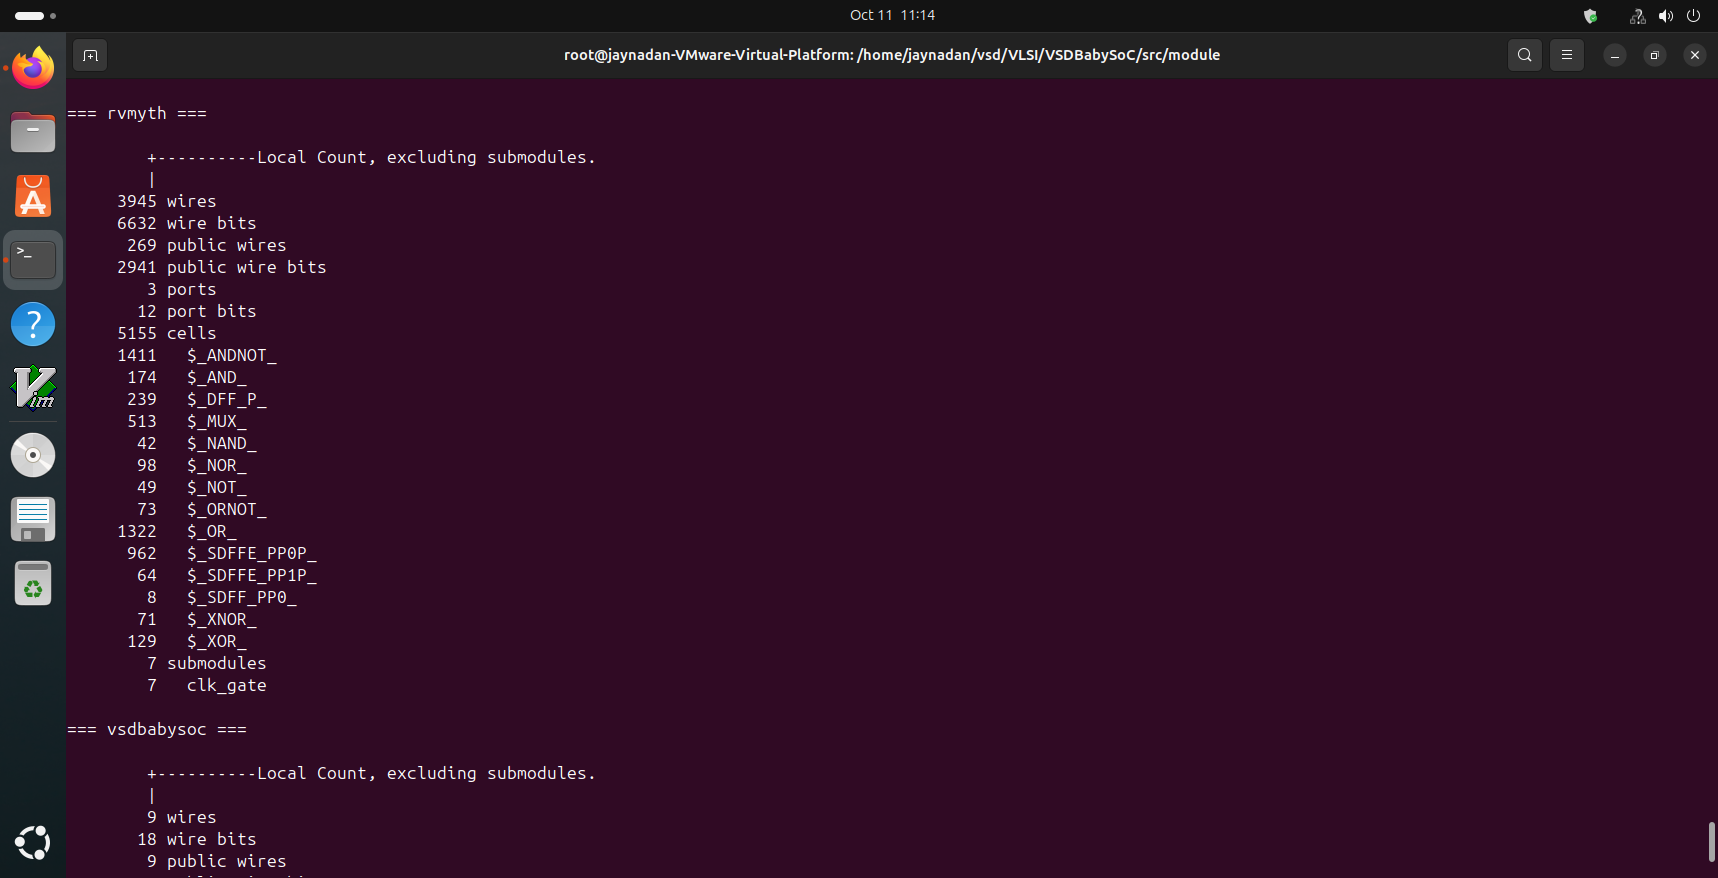 Oct 11 11:14
root@jaynadan-VMware-Virtual-Platform: /home/jaynadan/vsd/VLSI/VSDBabySoC/src/module
=== rvmyth ===
+----------Local Count, excluding submodules.
|
3945 wires
6632 wire bits
269 public wires
2941 public wire bits
3 ports
12 port bits
5155 cells
1411 $_ANDNOT_
174 $_AND_
239 $_DFF_P_
513 $_MUX_
42 $_NAND_
98 $_NOR_
49 $_NOT_
73 $_ORNOT_
1322 $_OR_
962 $_SDFFE_PP0P_
64 $_SDFFE_PP1P_
8 $_SDFF_PP0_
71 $_XNOR_
129 $_XOR_
7 submodules
7 clk_gate
=== vsdbabysoc ===
+----------Local Count, excluding submodules.
|
9 wires
18 wire bits
9 public wires